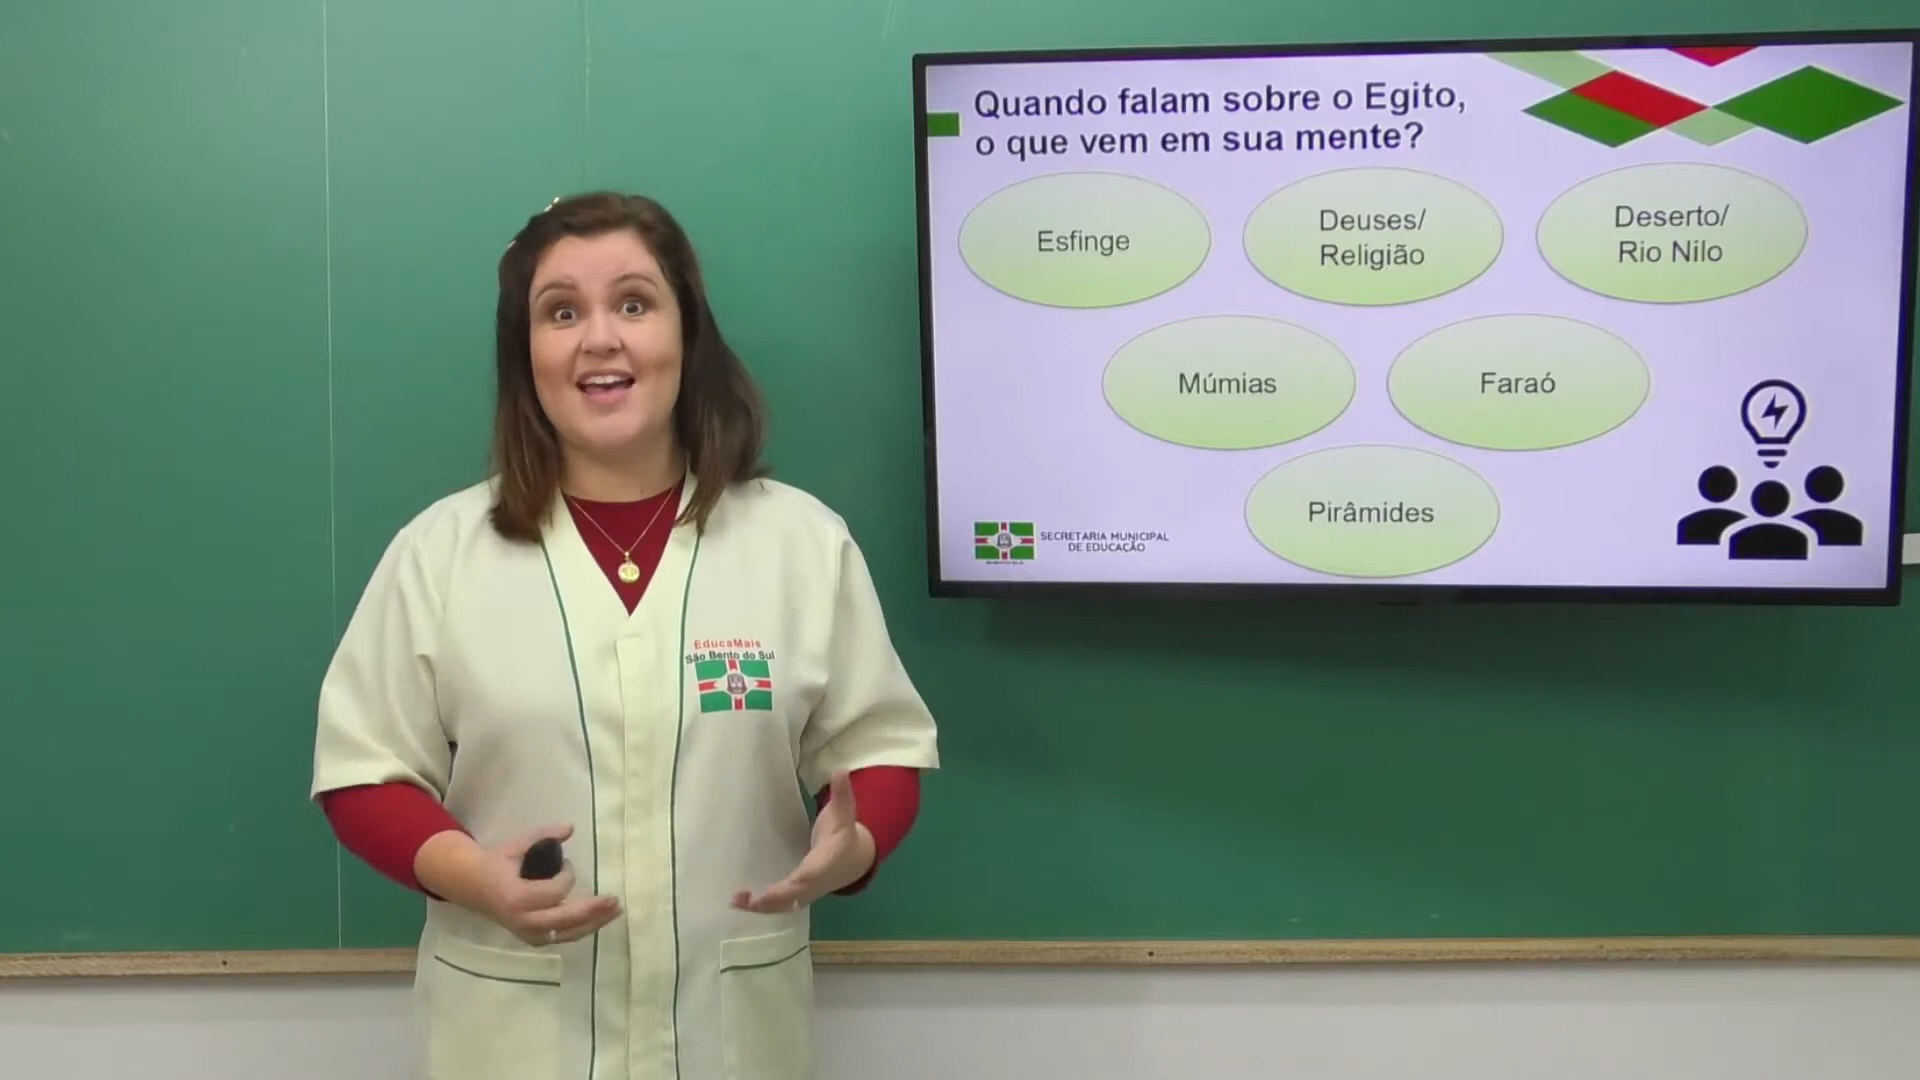 Quando falam sobre o Egito,
o que vem em sua mente?
Esfinge
Deuses/
Religião
Deserto/
Rio Nilo
Múmias
Faraó
Pirâmides
SECRETARIA MUNICIPAL
DE EDUCAÇÃO
EducaMais
São Bento do Sul